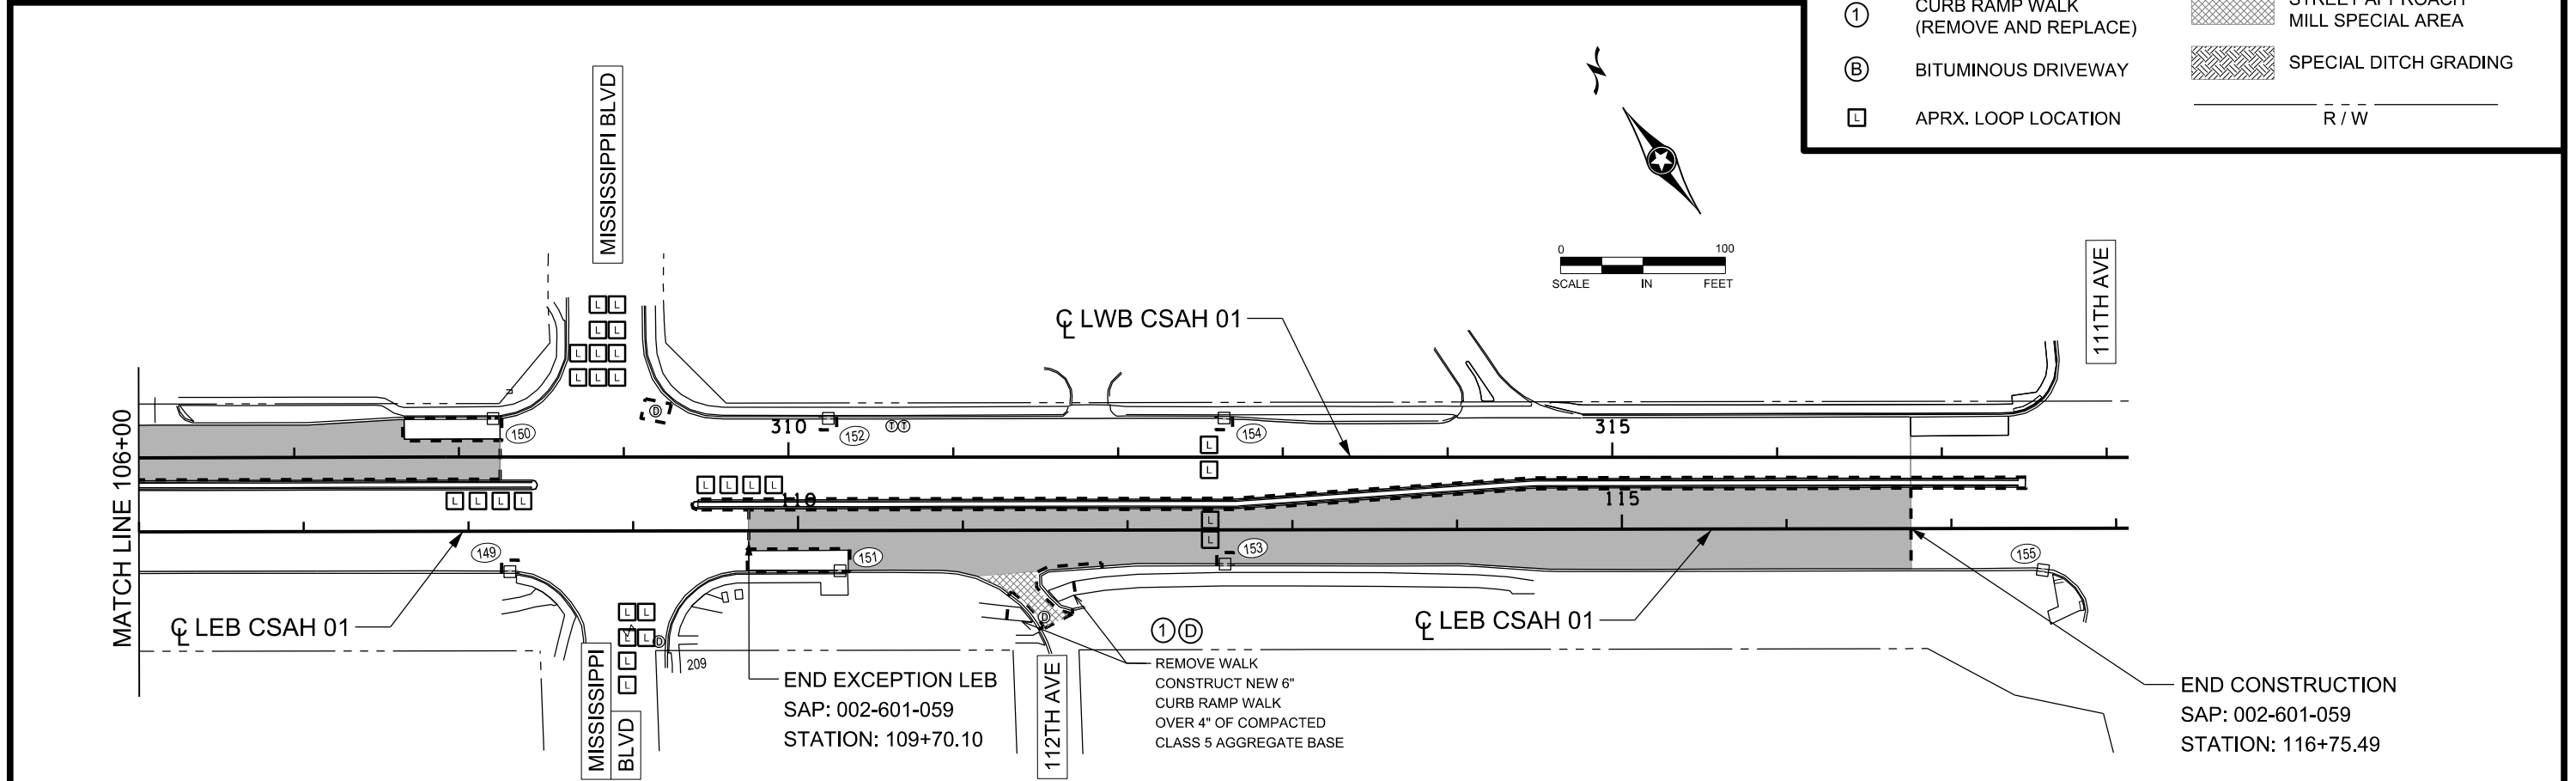 1
CURB RAMP WALK
(REMOVE AND REPLACE)
STREET APPROACH
MILL SPECIAL AREA
B
BITUMINOUS DRIVEWAY
SPECIAL DITCH GRADING
L
APRX. LOOP LOCATION
R / W
MISSISSIPPI BLVD
0 100
SCALE IN FEET
111TH AVE
℄ LWB CSAH 01
L L
L L
L L L
L L L
MATCH LINE 106+00
D
150
310
152
T T
154
315
L
L
L L L L
L L L L
110
115
L
L
149
151
153
155
℄ LEB CSAH 01
L L
L L
D
L
L
209
D
1 D
℄ LEB CSAH 01
MISSISSIPPI
BLVD
END EXCEPTION LEB
SAP: 002-601-059
STATION: 109+70.10
112TH AVE
REMOVE WALK
CONSTRUCT NEW 6"
CURB RAMP WALK
OVER 4" OF COMPACTED
CLASS 5 AGGREGATE BASE
END CONSTRUCTION
SAP: 002-601-059
STATION: 116+75.49